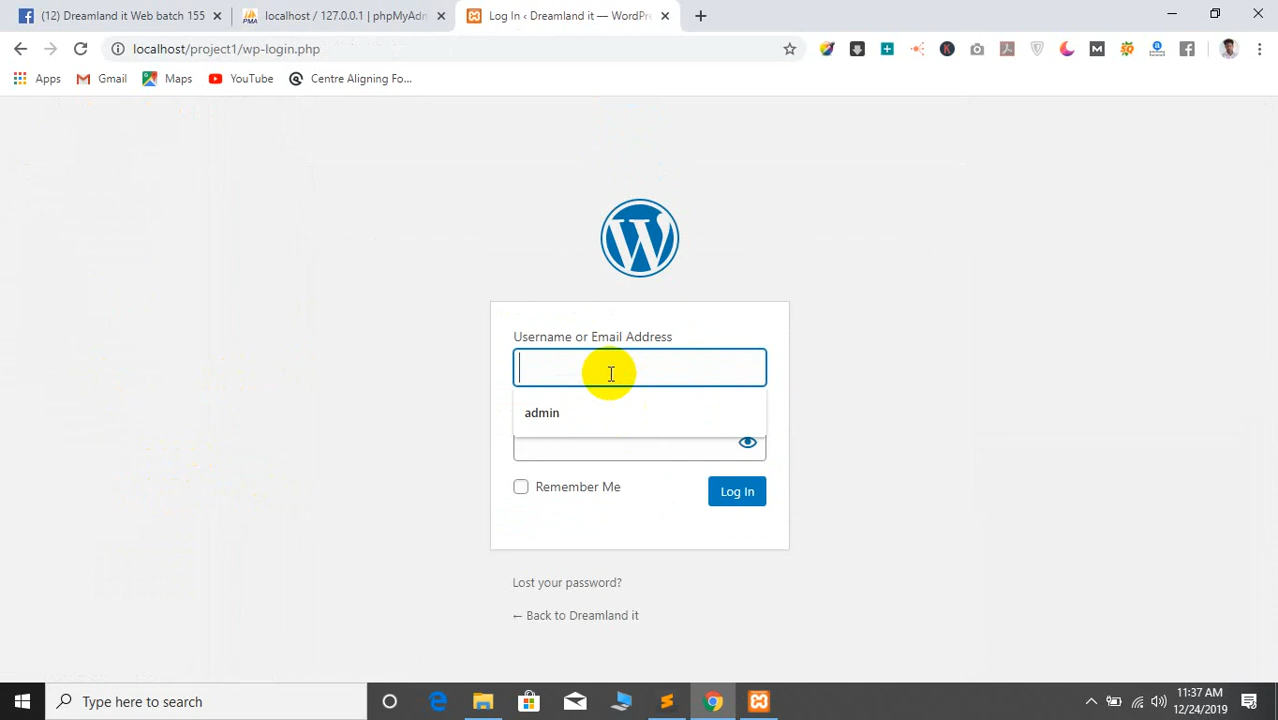 (12) Dreamland it Web batch 155
localhost / 127.0.0.1 | phpMyAdm
Log In ‹ Dreamland it — WordPre
localhost/project1/wp-login.php
Apps
Gmail
Maps
YouTube
Centre Aligning Fo...
Username or Email Address
admin
Remember Me
Log In
Lost your password?
← Back to Dreamland it
Type here to search
11:37 AM
12/24/2019